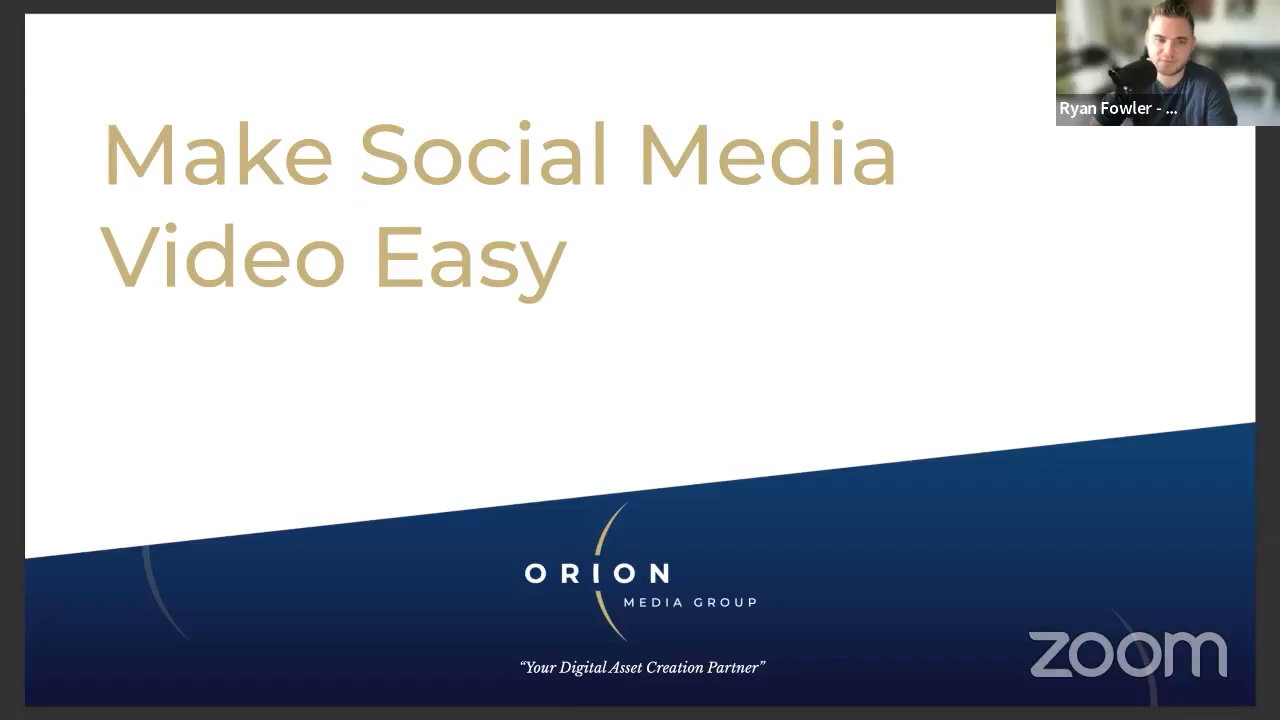 Make Social Media
Video Easy
Ryan Fowler - ...
ORION
MEDIA GROUP
“Your Digital Asset Creation Partner”
zoom